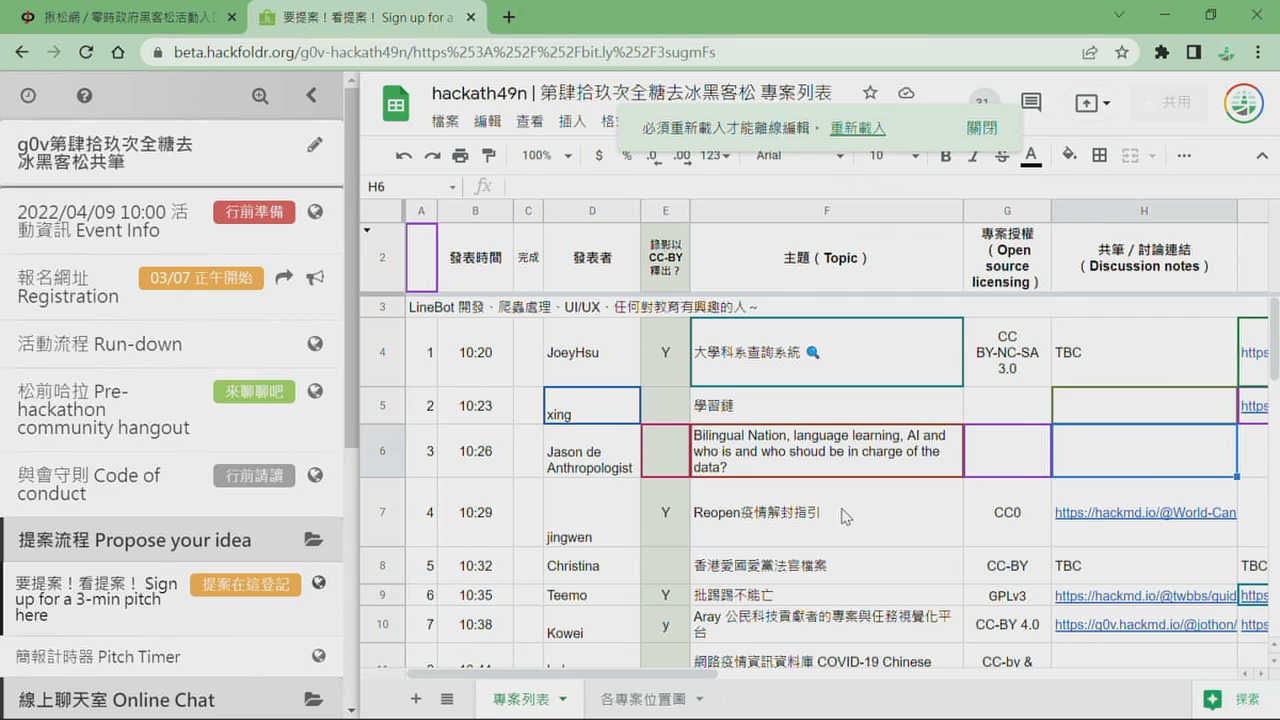 揪松網／零時政府黑客松活動入口
要提案！看提案！ Sign up for a
beta.hackfoldr.org/g0v-hackath49n/https%253A%252F%252Fbit.ly%252F3sugmFs
g0v第肆拾玖次全糖去
冰黑客松共筆
2022/04/09 10:00 活
動資訊 Event Info
行前準備
報名網址
Registration
03/07 正午開始
活動流程 Run-down
松前哈拉 Pre-
hackathon
community hangout
來聊聊吧
與會守則 Code of
conduct
行前請讀
提案流程 Propose your idea
要提案！看提案！ Sign
up for a 3-min pitch
here
提案在這登記
簡報計時器 Pitch Timer
線上聊天室 Online Chat
hackath49n | 第肆拾玖次全糖去冰黑客松 專案列表
31
共用
檔案 編輯 查看 插入
必須重新載入才能離線編輯。 重新載入 關閉
100% $ % .0 .00 123 Arial 10 B I S A
H6 fx
A B C D E F G H
2 發表時間 完成 發表者
錄影以
CC-BY
釋出？
主題（Topic）
專案授權
（Open
source
licensing）
共筆／討論連結
（Discussion notes）
3 LineBot 開發、爬蟲處理、UI/UX、任何對教育有興趣的人～
4 1 10:20 JoeyHsu Y 大學科系查詢系統 🔍
CC
BY-NC-SA
3.0
TBC https
5 2 10:23 xing 學習鏈 https
6 3 10:26
Jason de
Anthropologist
Bilingual Nation, language learning, AI and
who is and who shoud be in charge of the
data?
7 4 10:29 jingwen Y Reopen疫情解封指引 CC0 https://hackmd.io/@World-Can
8 5 10:32 Christina 香港愛國愛黨法官檔案 CC-BY TBC TBC
9 6 10:35 Teemo Y 批踢踢不能亡 GPLv3 https://hackmd.io/@twbbs/guid https
10 7 10:38 Kowei y
Aray 公民科技貢獻者的專案與任務視覺化平
台
CC-BY 4.0 https://g0v.hackmd.io/@jothon/ https
網路疫情資訊資料庫 COVID-19 Chinese
CC-by &
專案列表 各專案位置圖 探索